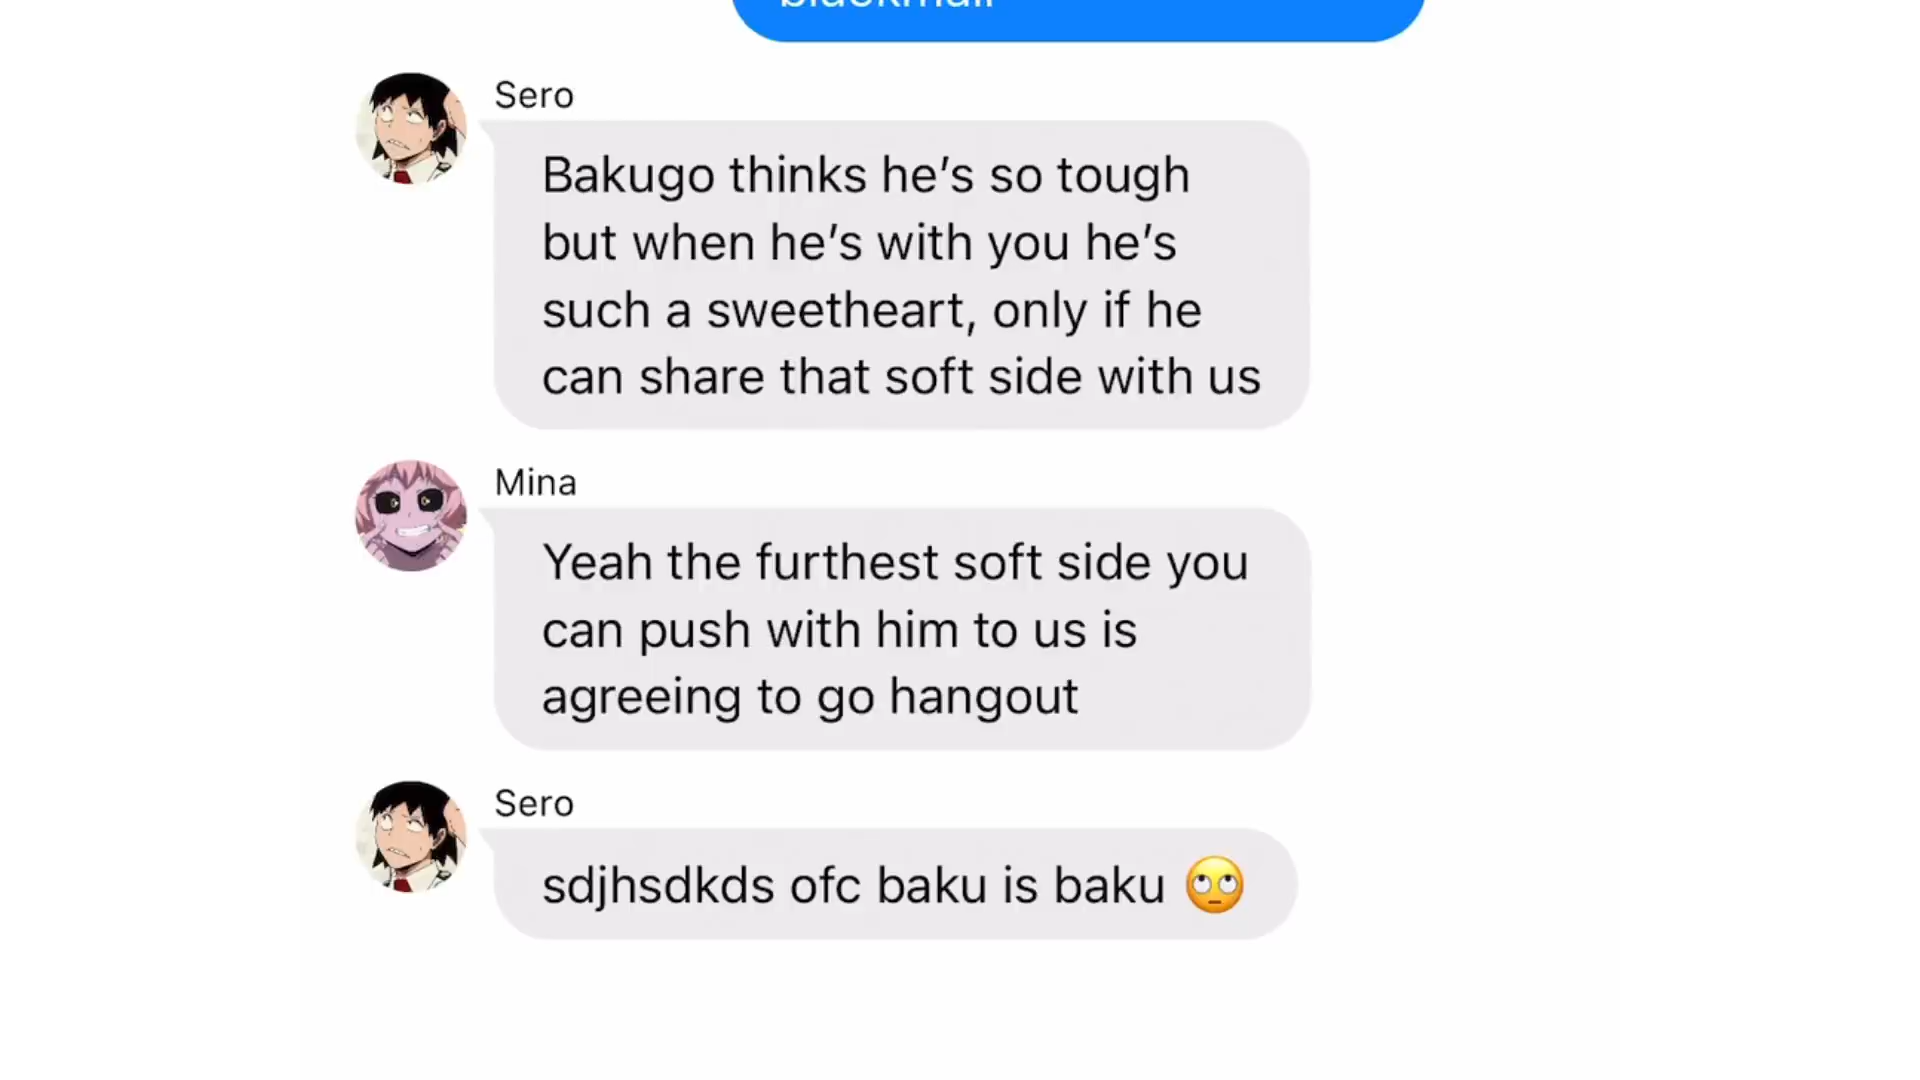 blackmail
Sero
Bakugo thinks he’s so tough
but when he’s with you he’s
such a sweetheart, only if he
can share that soft side with us
Mina
Yeah the furthest soft side you
can push with him to us is
agreeing to go hangout
Sero
sdjhsdkds ofc baku is baku 🙄